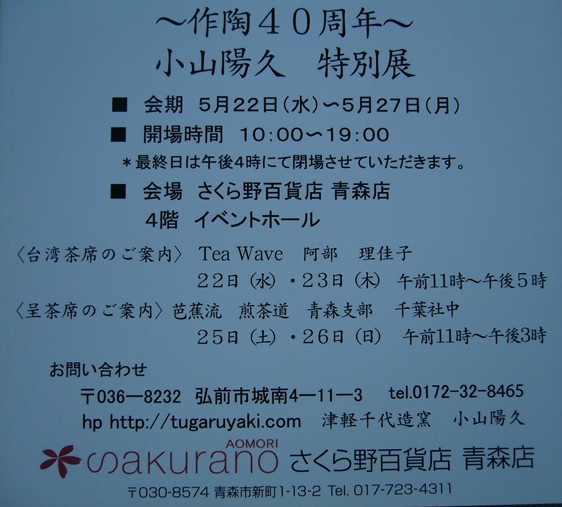 ～作陶４０周年～
小山陽久　特別展
■ 会期 ５月２２日（水）～５月２７日（月）
■ 開場時間 １０：００～１９：００
＊最終日は午後４時にて閉場させていただきます。
■ 会場 さくら野百貨店 青森店
４階 イベントホール
〈台湾茶席のご案内〉 Tea Wave 阿部 理佳子
２２日（水）・２３日（木） 午前11時～午後５時
〈呈茶席のご案内〉芭蕉流 煎茶道 青森支部 千葉社中
２５日（土）・２６日（日） 午前11時～午後3時
お問い合わせ
〒036－8232 弘前市城南4－11－3 tel.0172-32-8465
hp http://tugaruyaki.com 津軽千代造窯 小山陽久
AOMORI
sakurano さくら野百貨店 青森店
〒030-8574 青森市新町1-13-2 Tel. 017-723-4311